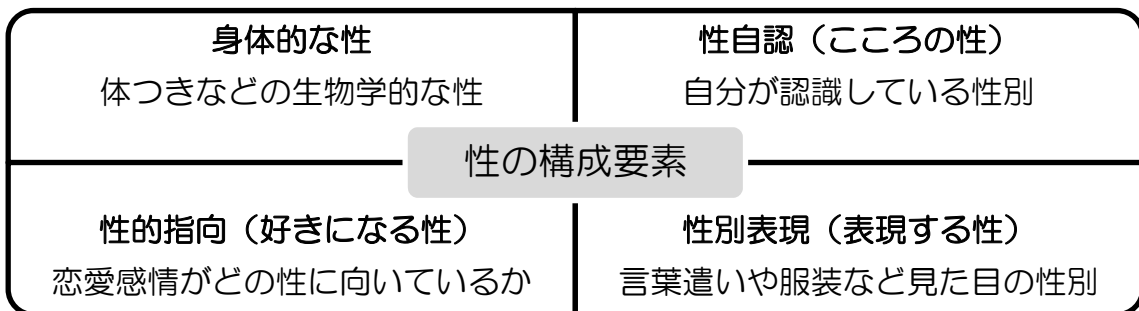 身体的な性
体つきなどの生物学的な性
性自認（こころの性）
自分が認識している性別
性の構成要素
性的指向（好きになる性）
恋愛感情がどの性に向いているか
性別表現（表現する性）
言葉遣いや服装など見た目の性別